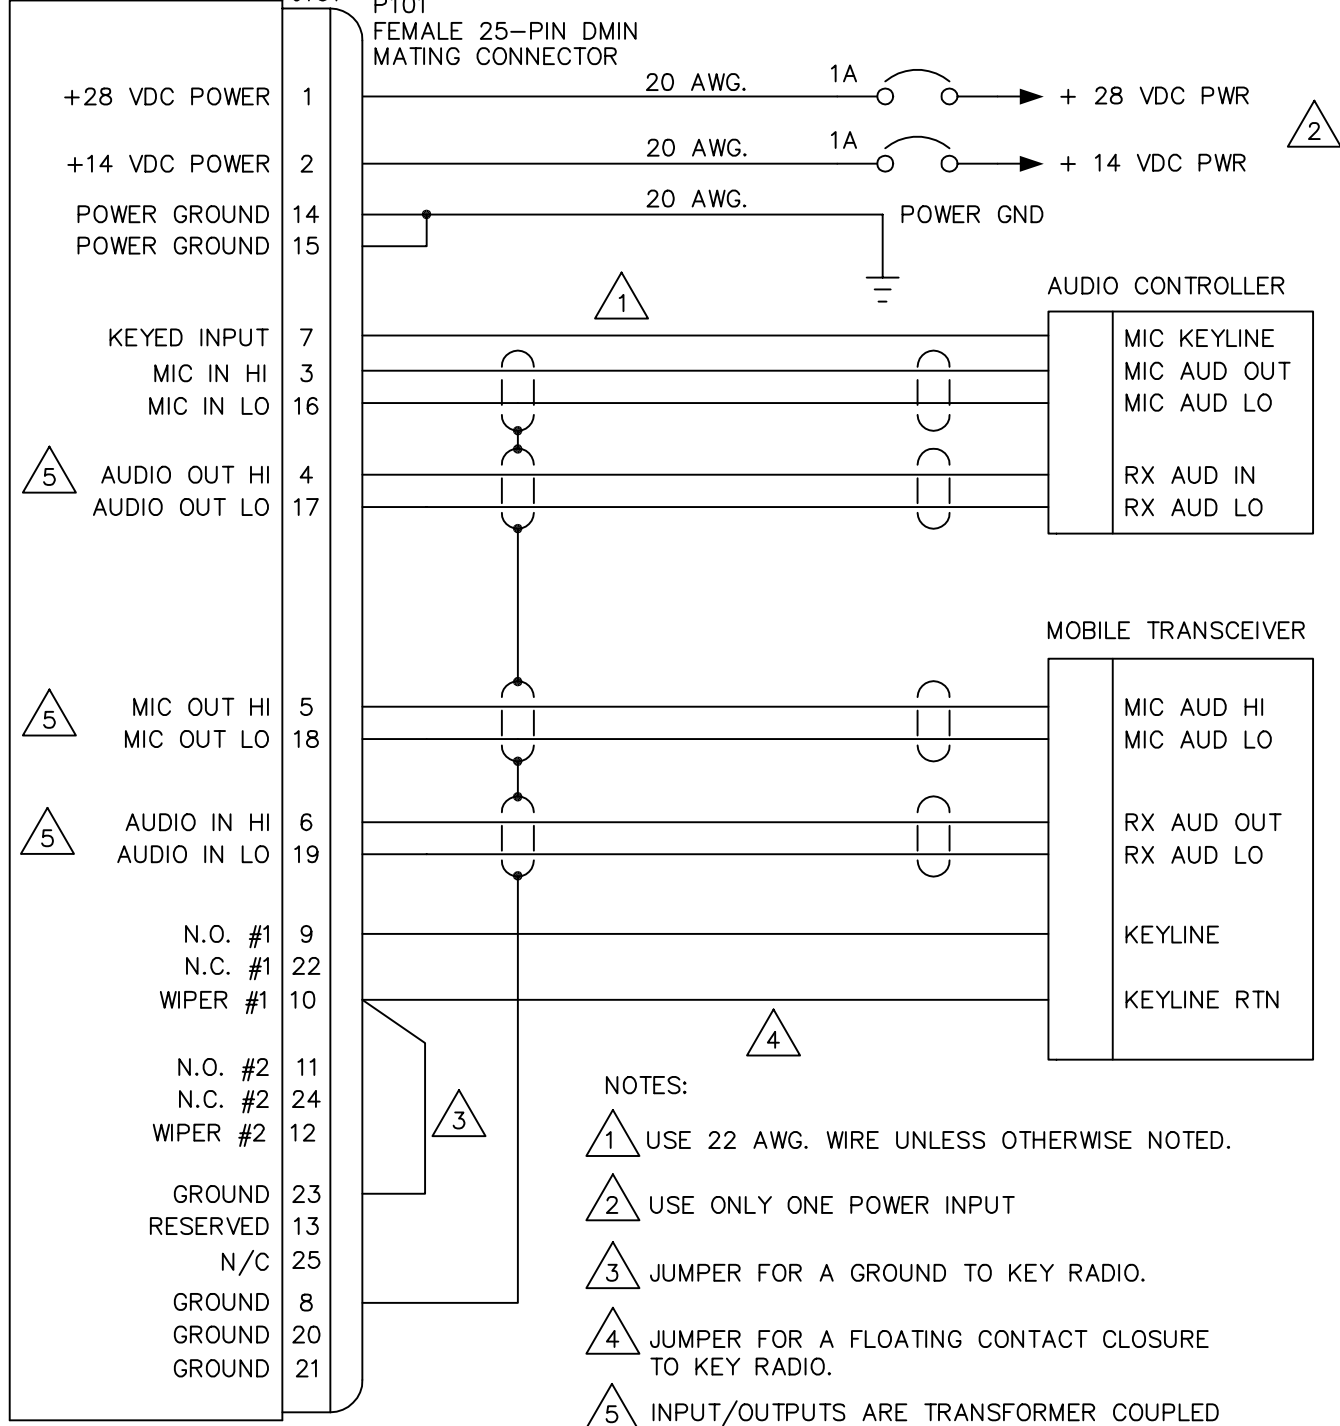 P101
FEMALE 25-PIN DMIN
MATING CONNECTOR
+28 VDC POWER 1 20 AWG. 1A + 28 VDC PWR
2
+14 VDC POWER 2 20 AWG. 1A + 14 VDC PWR
POWER GROUND 14 20 AWG. POWER GND
POWER GROUND 15
1
AUDIO CONTROLLER
KEYED INPUT 7 MIC KEYLINE
MIC IN HI 3 MIC AUD OUT
MIC IN LO 16 MIC AUD LO
5 AUDIO OUT HI 4 RX AUD IN
AUDIO OUT LO 17 RX AUD LO
MOBILE TRANSCEIVER
5 MIC OUT HI 5 MIC AUD HI
MIC OUT LO 18 MIC AUD LO
5 AUDIO IN HI 6 RX AUD OUT
AUDIO IN LO 19 RX AUD LO
N.O. #1 9 KEYLINE
N.C. #1 22
WIPER #1 10 KEYLINE RTN
4
N.O. #2 11
N.C. #2 24
WIPER #2 12
3
GROUND 23
RESERVED 13
N/C 25
GROUND 8
GROUND 20
GROUND 21
NOTES:
1 USE 22 AWG. WIRE UNLESS OTHERWISE NOTED.
2 USE ONLY ONE POWER INPUT
3 JUMPER FOR A GROUND TO KEY RADIO.
4 JUMPER FOR A FLOATING CONTACT CLOSURE
TO KEY RADIO.
5 INPUT/OUTPUTS ARE TRANSFORMER COUPLED